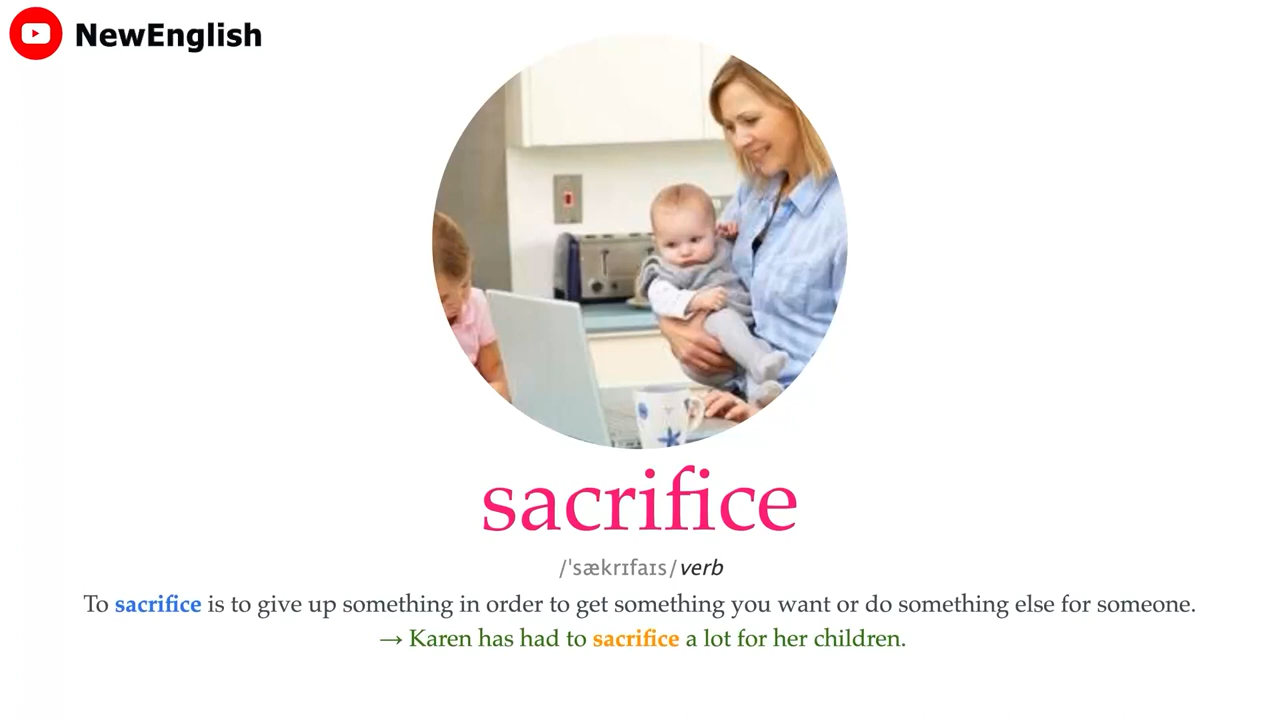 NewEnglish
sacrifice
/ˈsækrɪfaɪs/ verb
To sacrifice is to give up something in order to get something you want or do something else for someone.
→ Karen has had to sacrifice a lot for her children.